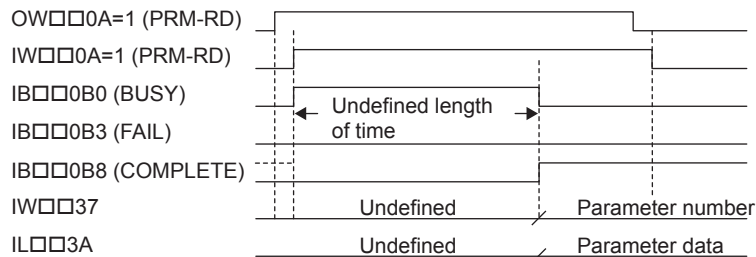 OW□□0A=1 (PRM-RD)
IW□□0A=1 (PRM-RD)
IB□□0B0 (BUSY)
Undefined length
of time
IB□□0B3 (FAIL)
IB□□0B8 (COMPLETE)
IW□□37 Undefined Parameter number
IL□□3A Undefined Parameter data